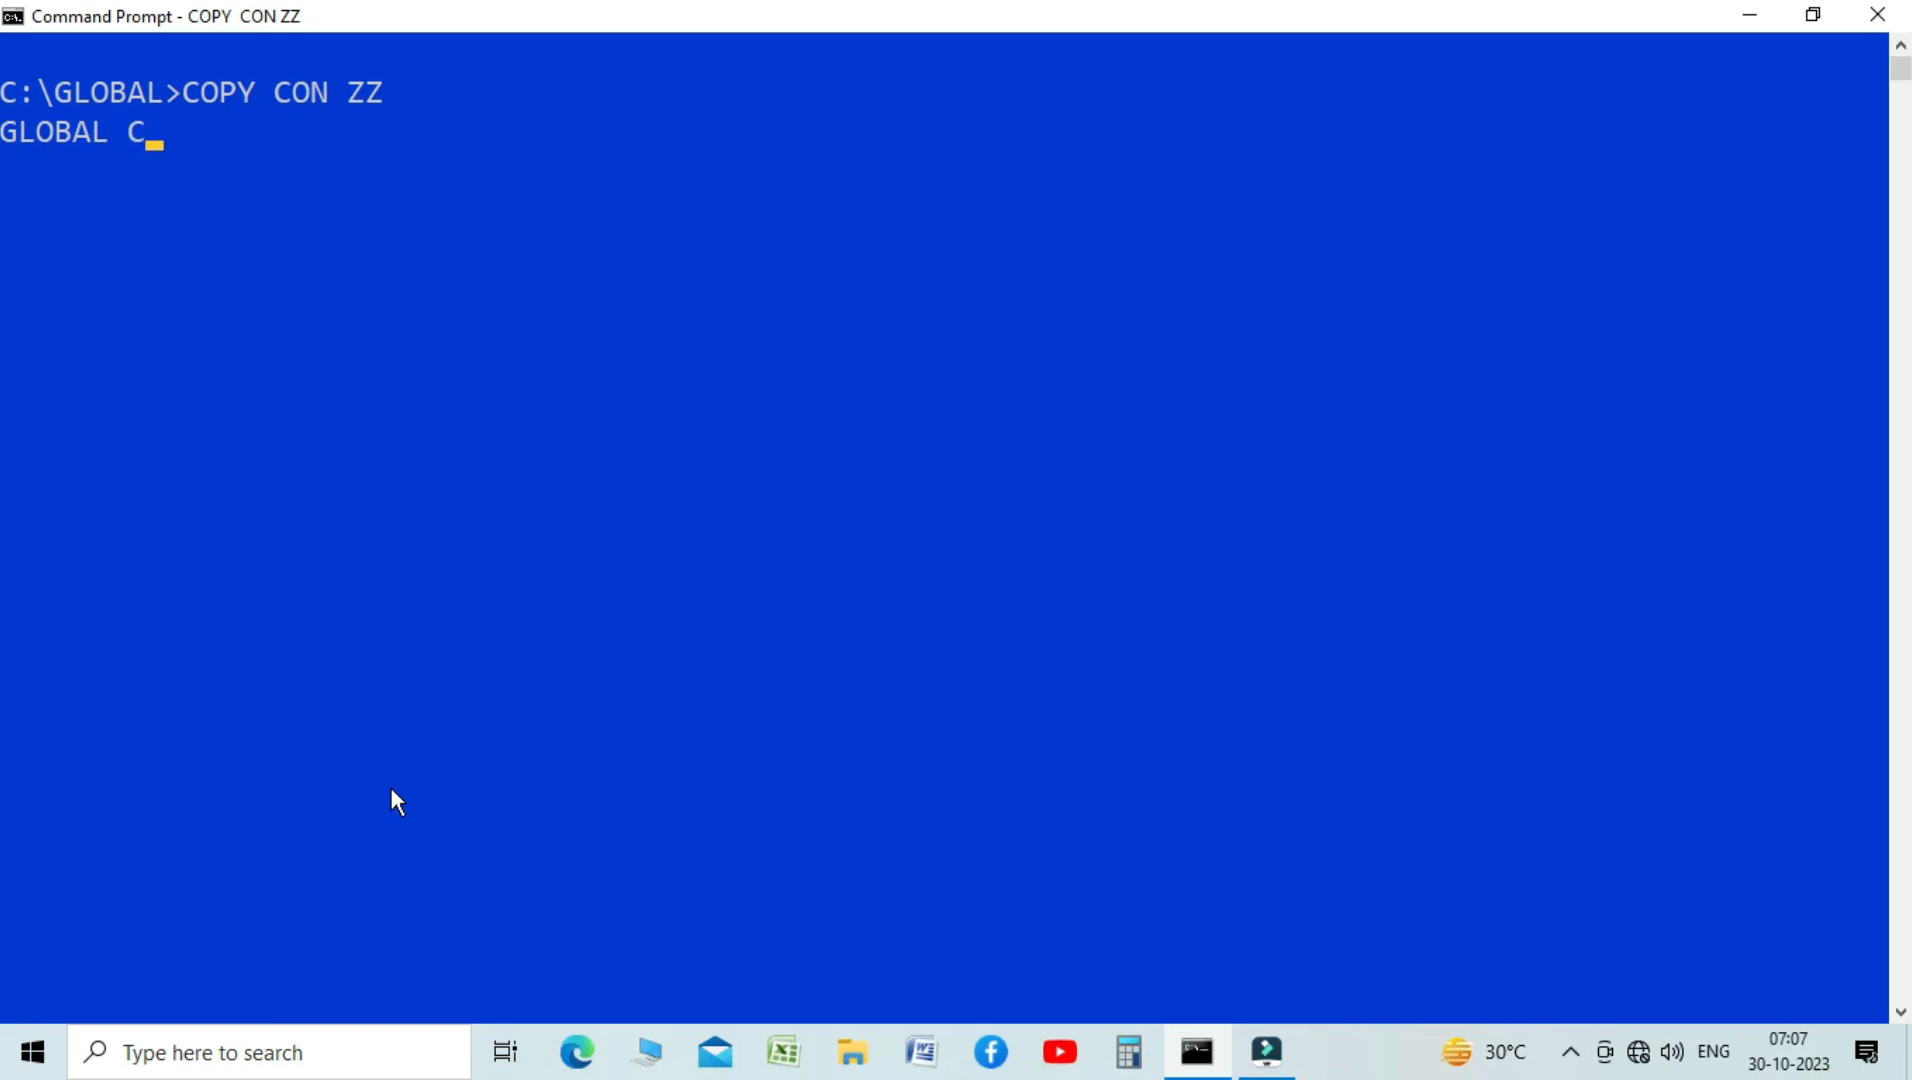 Command Prompt - COPY  CON ZZ
C:\GLOBAL>COPY CON ZZ
GLOBAL C
Type here to search
30°C
ENG
07:07
30-10-2023